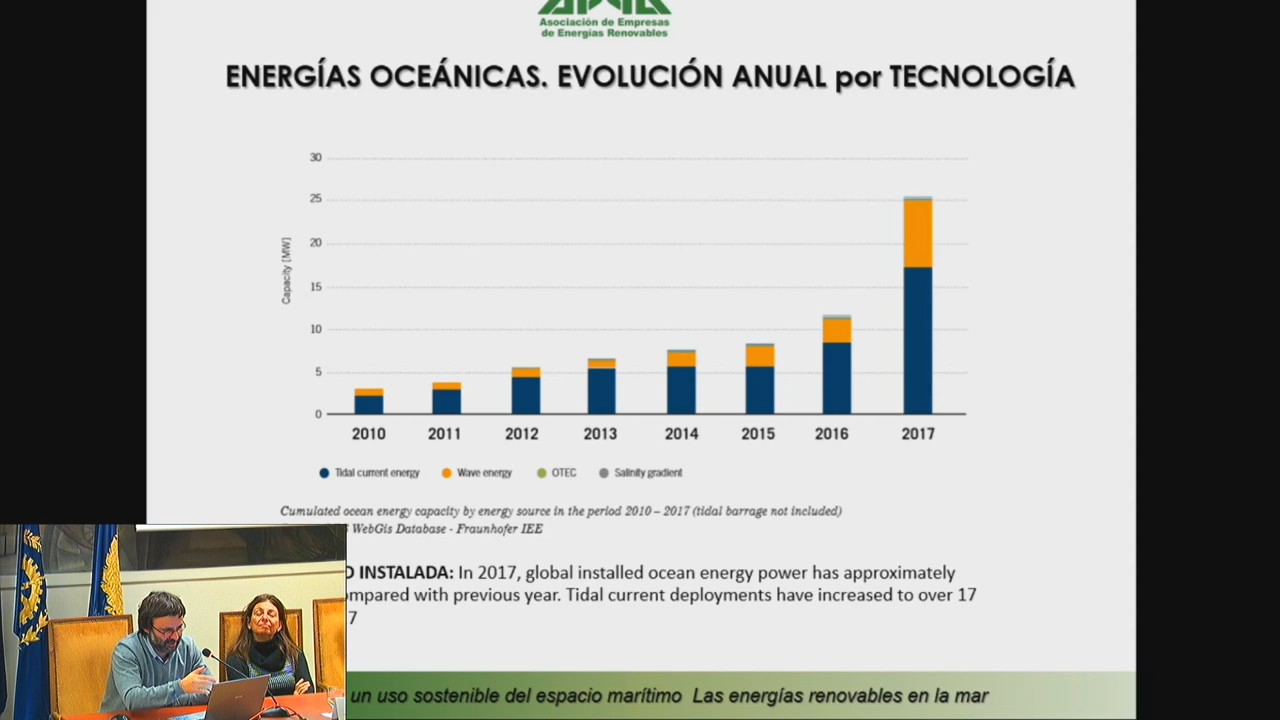 Asociación de Empresas
de Energías Renovables
ENERGÍAS OCEÁNICAS. EVOLUCIÓN ANUAL por TECNOLOGÍA
30
25
20
15
10
5
0
Capacity [MW]
2010 2011 2012 2013 2014 2015 2016 2017
Tidal current energy Wave energy OTEC Salinity gradient
Cumulated ocean energy capacity by energy source in the period 2010 – 2017 (tidal barrage not included)
WebGis Database - Fraunhofer IEE
INSTALADA: In 2017, global installed ocean energy power has approximately
compared with previous year. Tidal current deployments have increased to over 17
7
un uso sostenible del espacio marítimo Las energías renovables en la mar